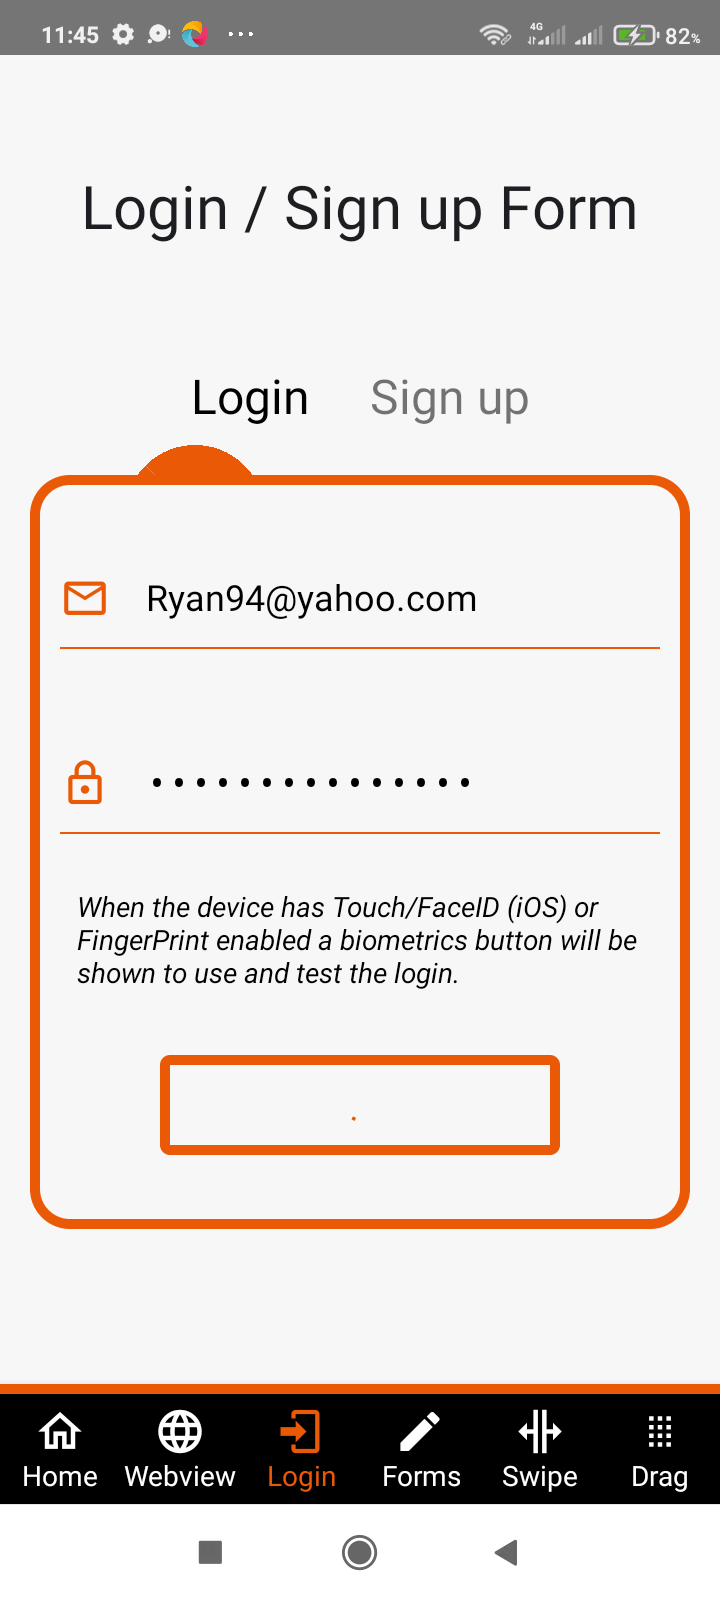 11:45
4G
82%
Login / Sign up Form
Login Sign up
Ryan94@yahoo.com
•••••••••••••••
When the device has Touch/FaceID (iOS) or
FingerPrint enabled a biometrics button will be
shown to use and test the login.
Home Webview Login Forms Swipe Drag